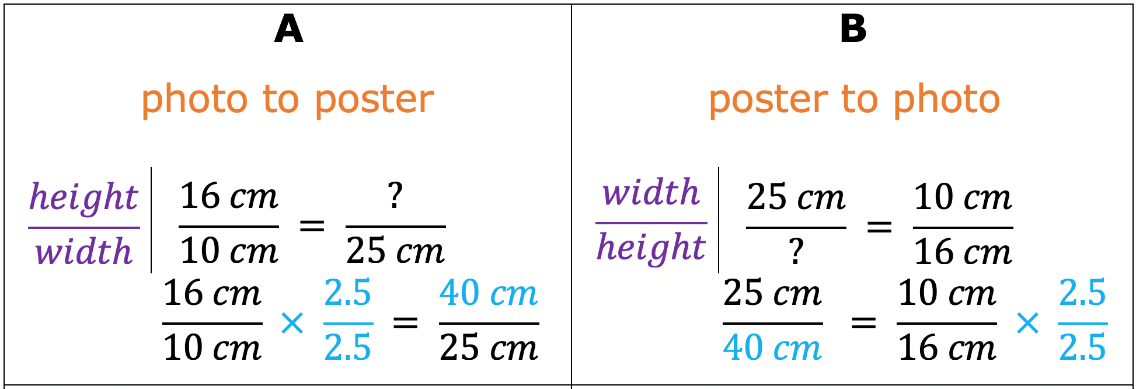 A
photo to poster
height/width | 16 cm/10 cm = ?/25 cm
16 cm/10 cm × 2.5/2.5 = 40 cm/25 cm
B
poster to photo
width/height | 25 cm/? = 10 cm/16 cm
25 cm/40 cm = 10 cm/16 cm × 2.5/2.5